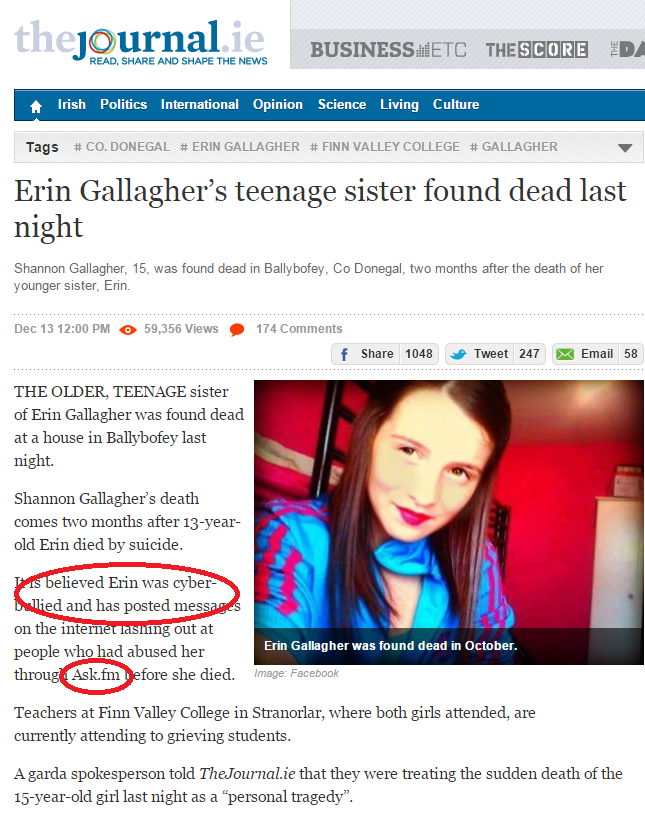 thejournal.ie
READ, SHARE AND SHAPE THE NEWS
BUSINESS ETC THE SCORE THE DA
Irish Politics International Opinion Science Living Culture
Tags # CO. DONEGAL # ERIN GALLAGHER # FINN VALLEY COLLEGE # GALLAGHER
Erin Gallagher’s teenage sister found dead last
night
Shannon Gallagher, 15, was found dead in Ballybofey, Co Donegal, two months after the death of her
younger sister, Erin.
Dec 13 12:00 PM 59,356 Views 174 Comments
f Share 1048 Tweet 247 Email 58
THE OLDER, TEENAGE sister
of Erin Gallagher was found dead
at a house in Ballybofey last
night.
Shannon Gallagher’s death
comes two months after 13-year-
old Erin died by suicide.
It is believed Erin was cyber-
bullied and has posted messages
on the internet lashing out at
people who had abused her
through Ask.fm before she died.
Erin Gallagher was found dead in October.
Image: Facebook
Teachers at Finn Valley College in Stranorlar, where both girls attended, are
currently attending to grieving students.
A garda spokesperson told TheJournal.ie that they were treating the sudden death of the
15-year-old girl last night as a “personal tragedy”.